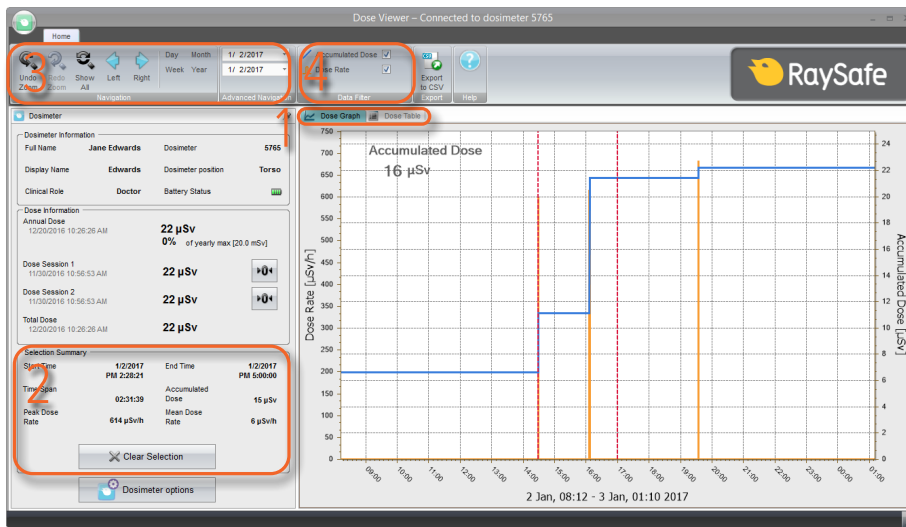 Dose Viewer – Connected to dosimeter 5765
Home
Undo Zoom
Redo Zoom
Show All
Left
Right
Day Month
Week Year
1/ 2/2017
1/ 2/2017
Navigation
Advanced Navigation
Accumulated Dose
Dose Rate
Data Filter
CSV
Export to CSV
Export
Help
RaySafe
3
4
1
2
Dosimeter
Dosimeter Information
Full Name Jane Edwards Dosimeter 5765
Display Name Edwards Dosimeter position Torso
Clinical Role Doctor Battery Status
Dose Information
Annual Dose
12/20/2016 10:26:26 AM
22 µSv
0% of yearly max [20.0 mSv]
Dose Session 1
11/30/2016 10:56:53 AM
22 µSv
0
Dose Session 2
11/30/2016 10:56:53 AM
22 µSv
0
Total Dose
12/20/2016 10:26:26 AM
22 µSv
Selection Summary
Start Time 1/2/2017 End Time 1/2/2017
PM 2:28:21 PM 5:00:00
Time Span 02:31:39 Accumulated Dose 15 µSv
Peak Dose Rate 614 µSv/h Mean Dose Rate 6 µSv/h
Clear Selection
Dosimeter options
Dose Graph Dose Table
Accumulated Dose
16 µSv
Dose Rate [µSv/h]
750
700
650
600
550
500
450
400
350
300
250
200
150
100
50
0
Accumulated Dose [µSv]
24
22
20
18
16
14
12
10
8
6
4
2
0
09:00 10:00 11:00 12:00 13:00 14:00 15:00 16:00 17:00 18:00 19:00 20:00 21:00 22:00 23:00 00:00 01:00
2 Jan, 08:12 - 3 Jan, 01:10 2017